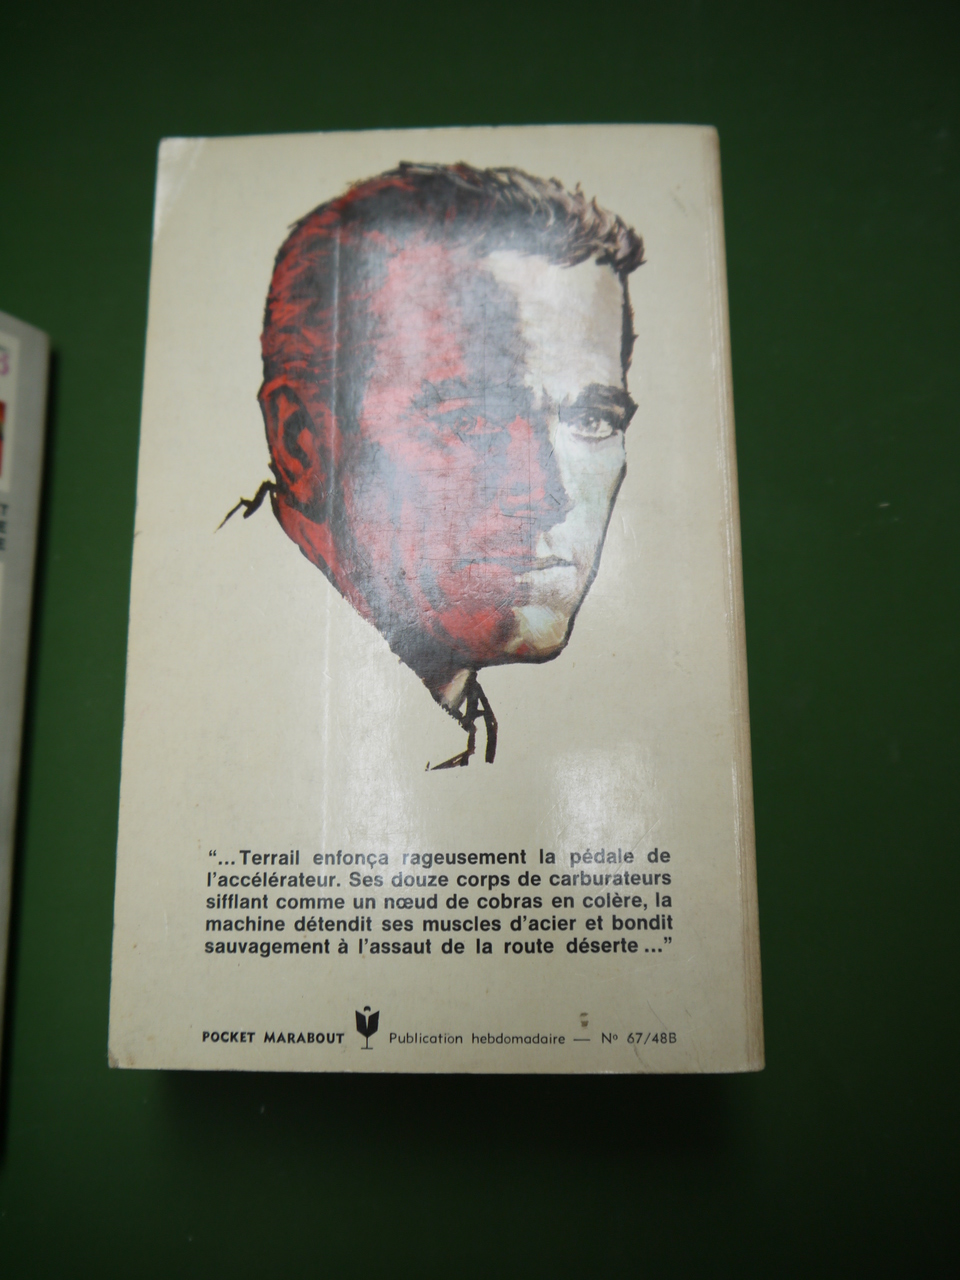 “...Terrail enfonça rageusement la pédale de
l'accélérateur. Ses douze corps de carburateurs
sifflant comme un nœud de cobras en colère, la
machine détendit ses muscles d'acier et bondit
sauvagement à l'assaut de la route déserte ...”
POCKET MARABOUT Publication hebdomadaire — Nº 67/48B